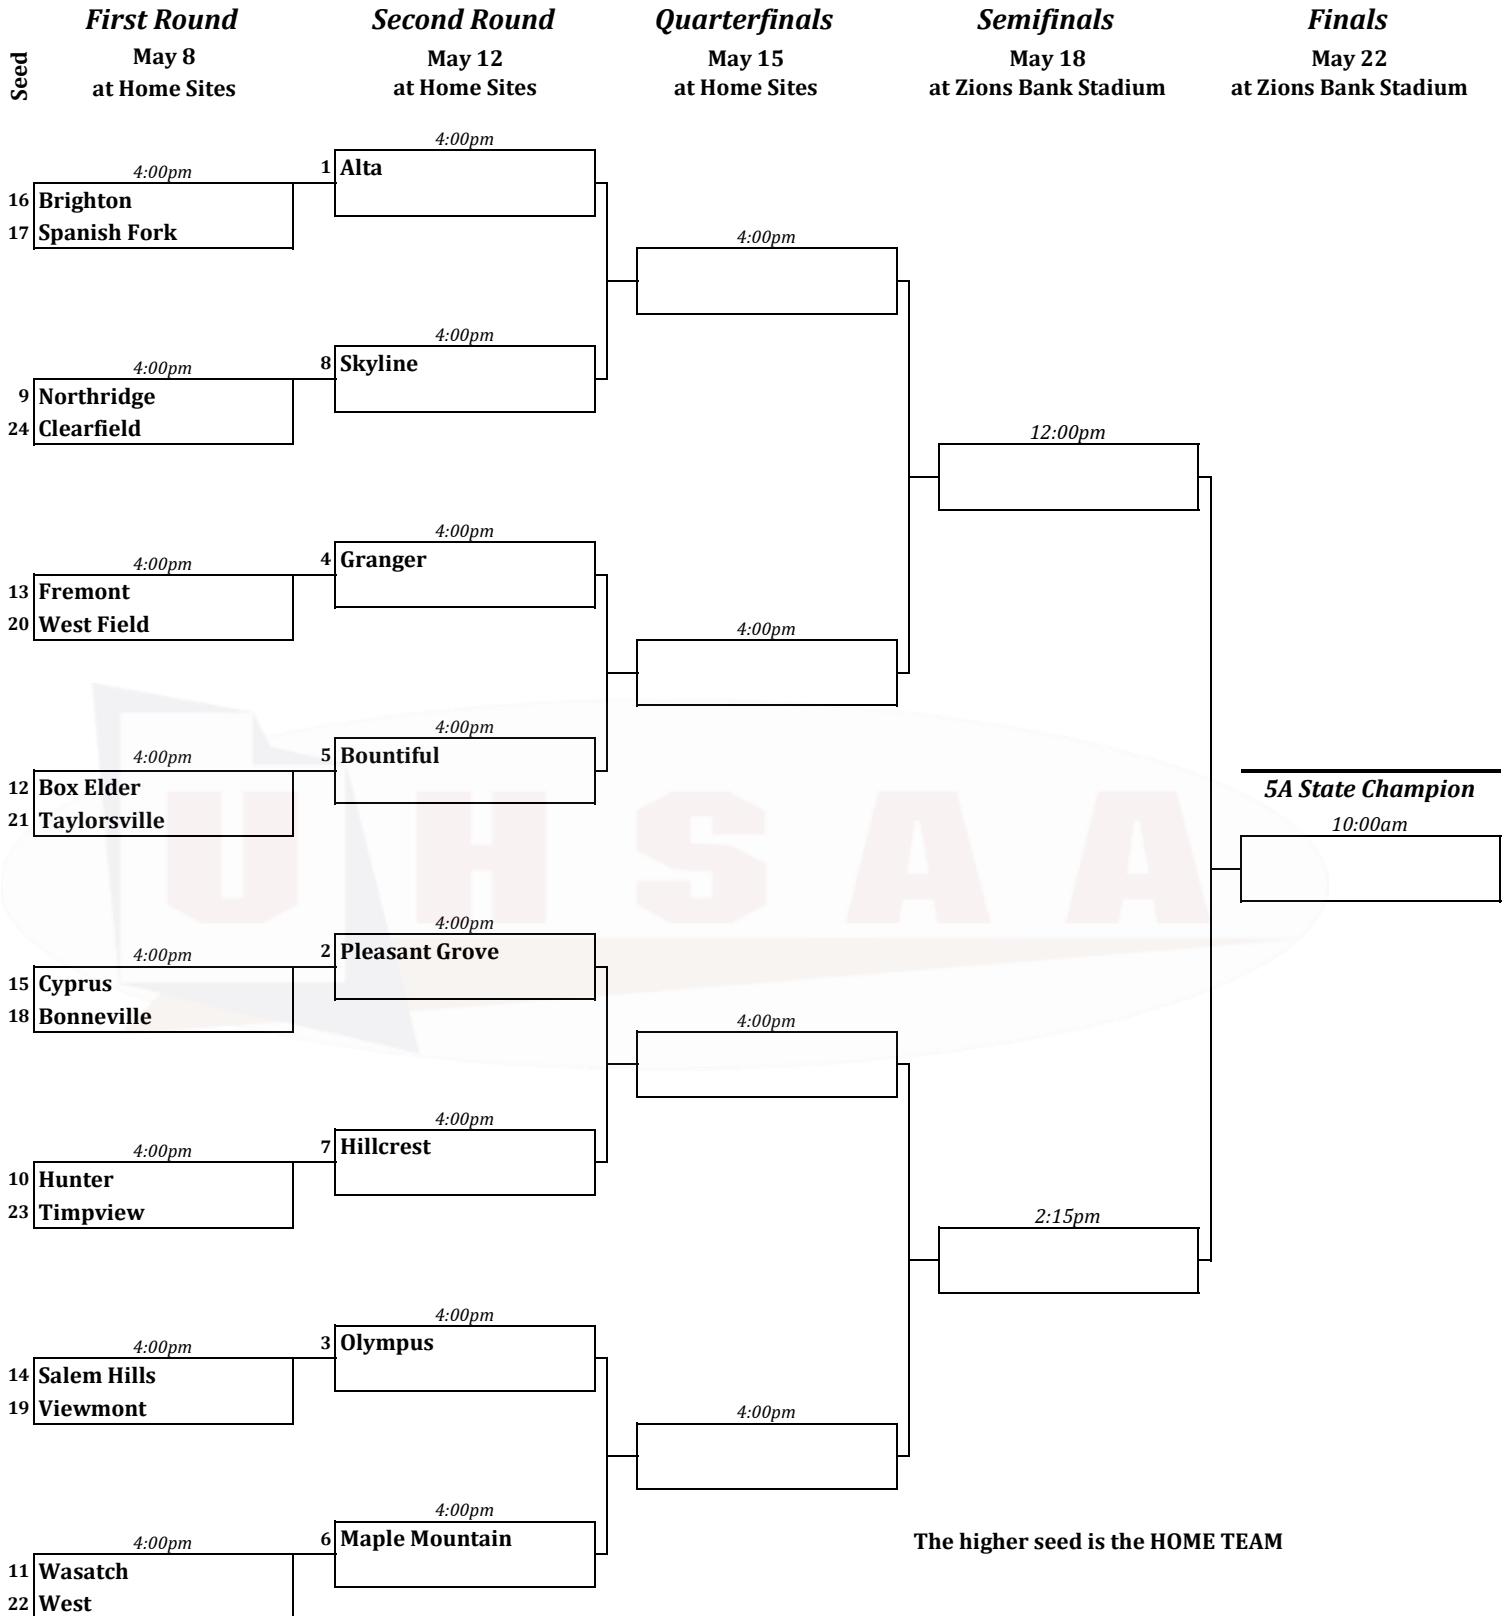 First Round
Second Round
Quarterfinals
Semifinals
Finals
Seed
May 8
May 12
May 15
May 18
May 22
at Home Sites
at Home Sites
at Home Sites
at Zions Bank Stadium
at Zions Bank Stadium
4:00pm
16 Brighton
17 Spanish Fork
4:00pm
1 Alta
4:00pm
9 Northridge
24 Clearfield
4:00pm
8 Skyline
4:00pm
4:00pm
13 Fremont
20 West Field
4:00pm
4 Granger
4:00pm
12 Box Elder
21 Taylorsville
4:00pm
5 Bountiful
4:00pm
12:00pm
4:00pm
15 Cyprus
18 Bonneville
4:00pm
2 Pleasant Grove
4:00pm
10 Hunter
23 Timpview
4:00pm
7 Hillcrest
4:00pm
4:00pm
14 Salem Hills
19 Viewmont
4:00pm
3 Olympus
4:00pm
11 Wasatch
22 West
4:00pm
6 Maple Mountain
4:00pm
2:15pm
5A State Champion
10:00am
The higher seed is the HOME TEAM
UHSAA